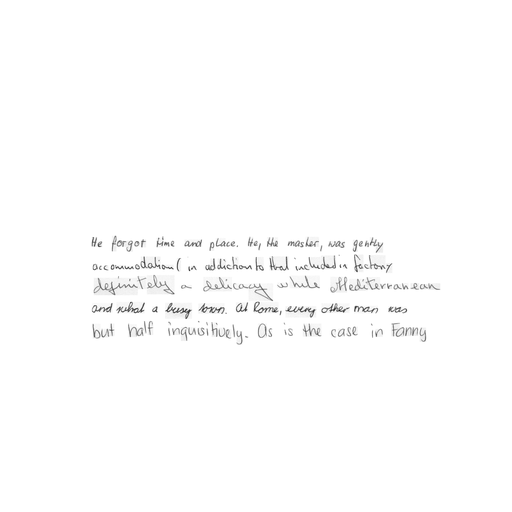 He forgot time and place. He, the masher, was gently
accommodation ( in addiction to that included in factory
definitely a delicacy while Mediterranean
and what a busy town. At Rome, every other man was
but half inquisitively. As is the case in Fanny